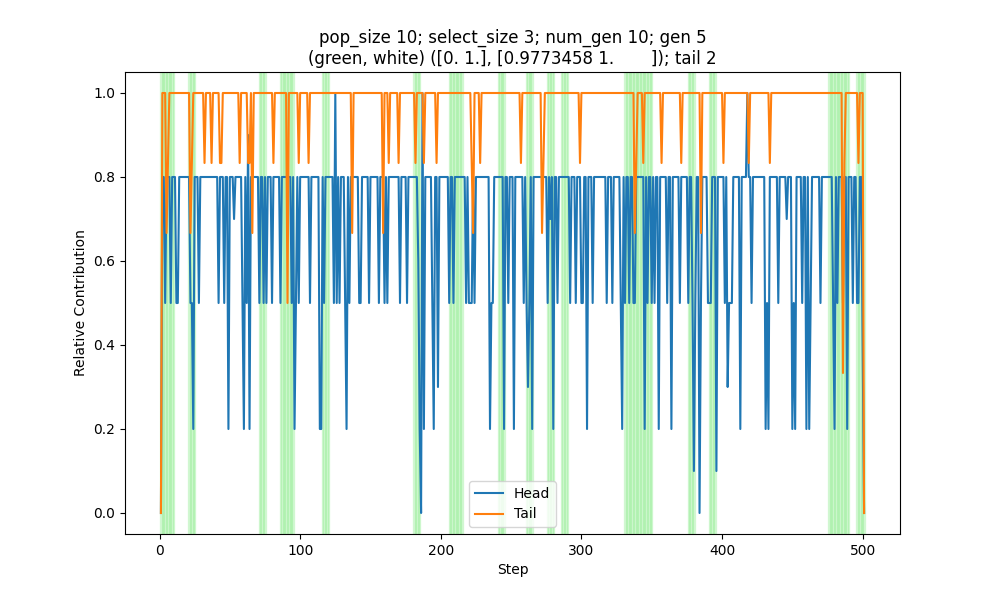 pop_size 10; select_size 3; num_gen 10; gen 5
(green, white) ([0. 1.], [0.9773458 1.        ]); tail 2
1.0
0.8
0.6
0.4
0.2
0.0
Relative Contribution
Head
Tail
0
100
200
300
400
500
Step